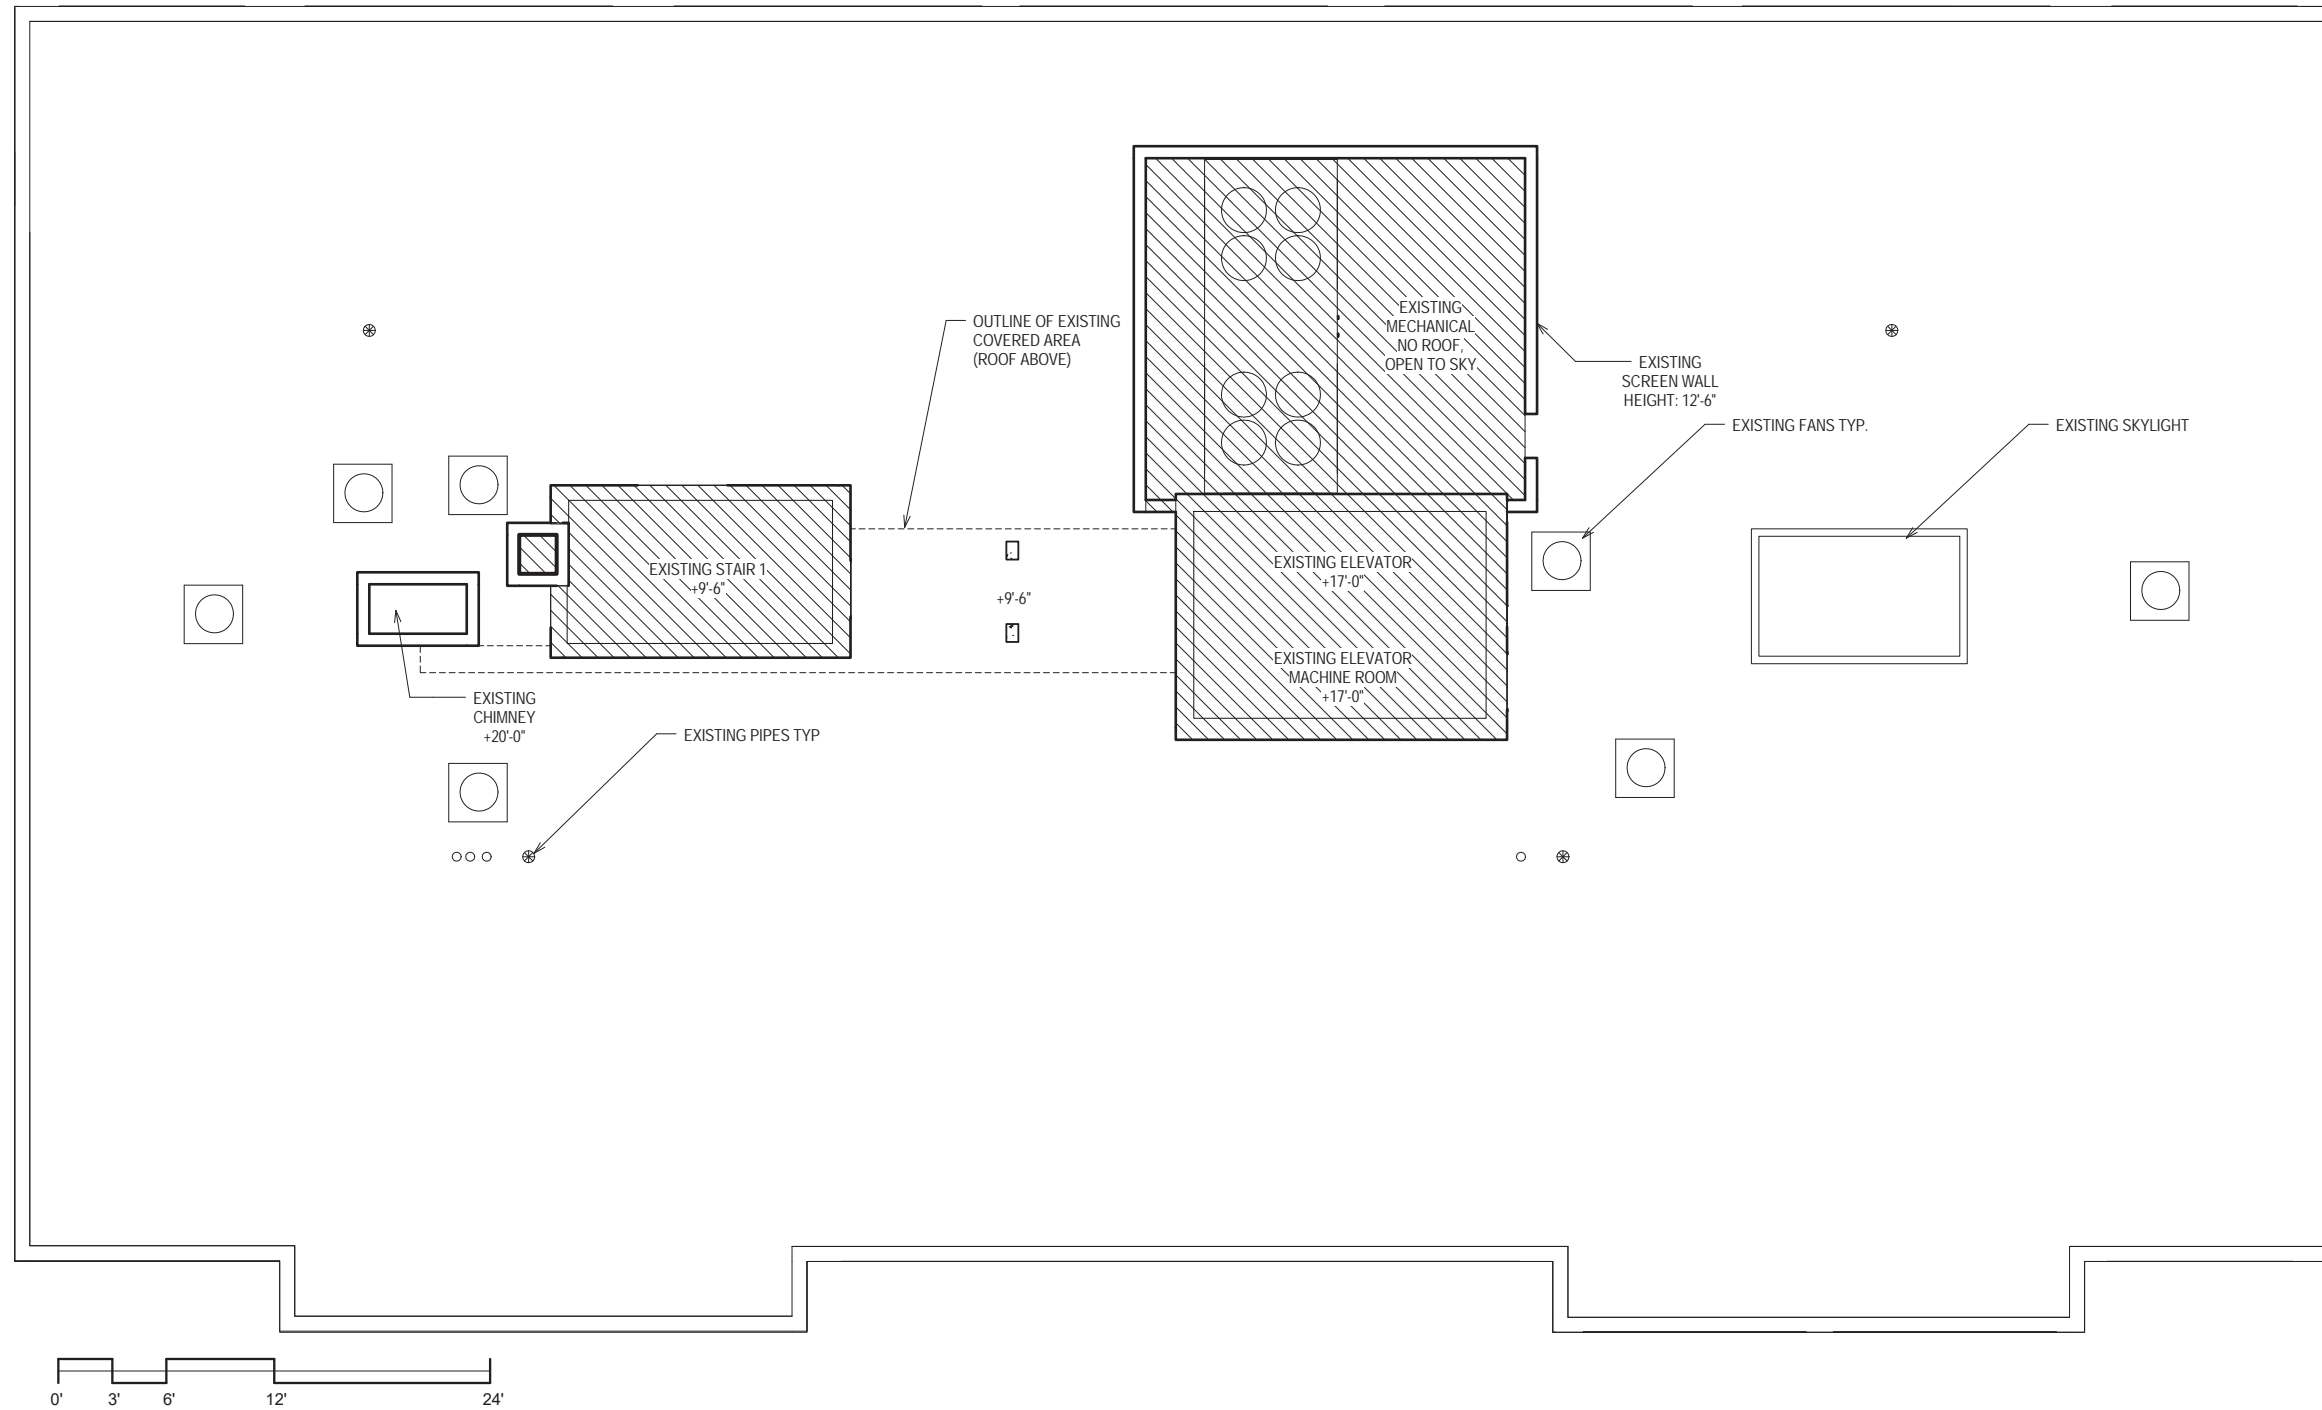 OUTLINE OF EXISTING
COVERED AREA
(ROOF ABOVE)
EXISTING
MECHANICAL
NO ROOF,
OPEN TO SKY
EXISTING
SCREEN WALL
HEIGHT: 12'-6"
EXISTING FANS TYP.
EXISTING SKYLIGHT
EXISTING STAIR 1
+9'-6"
+9'-6"
EXISTING ELEVATOR
+17'-0"
EXISTING ELEVATOR
MACHINE ROOM
+17'-0"
EXISTING
CHIMNEY
+20'-0"
EXISTING PIPES TYP
0' 3' 6' 12' 24'